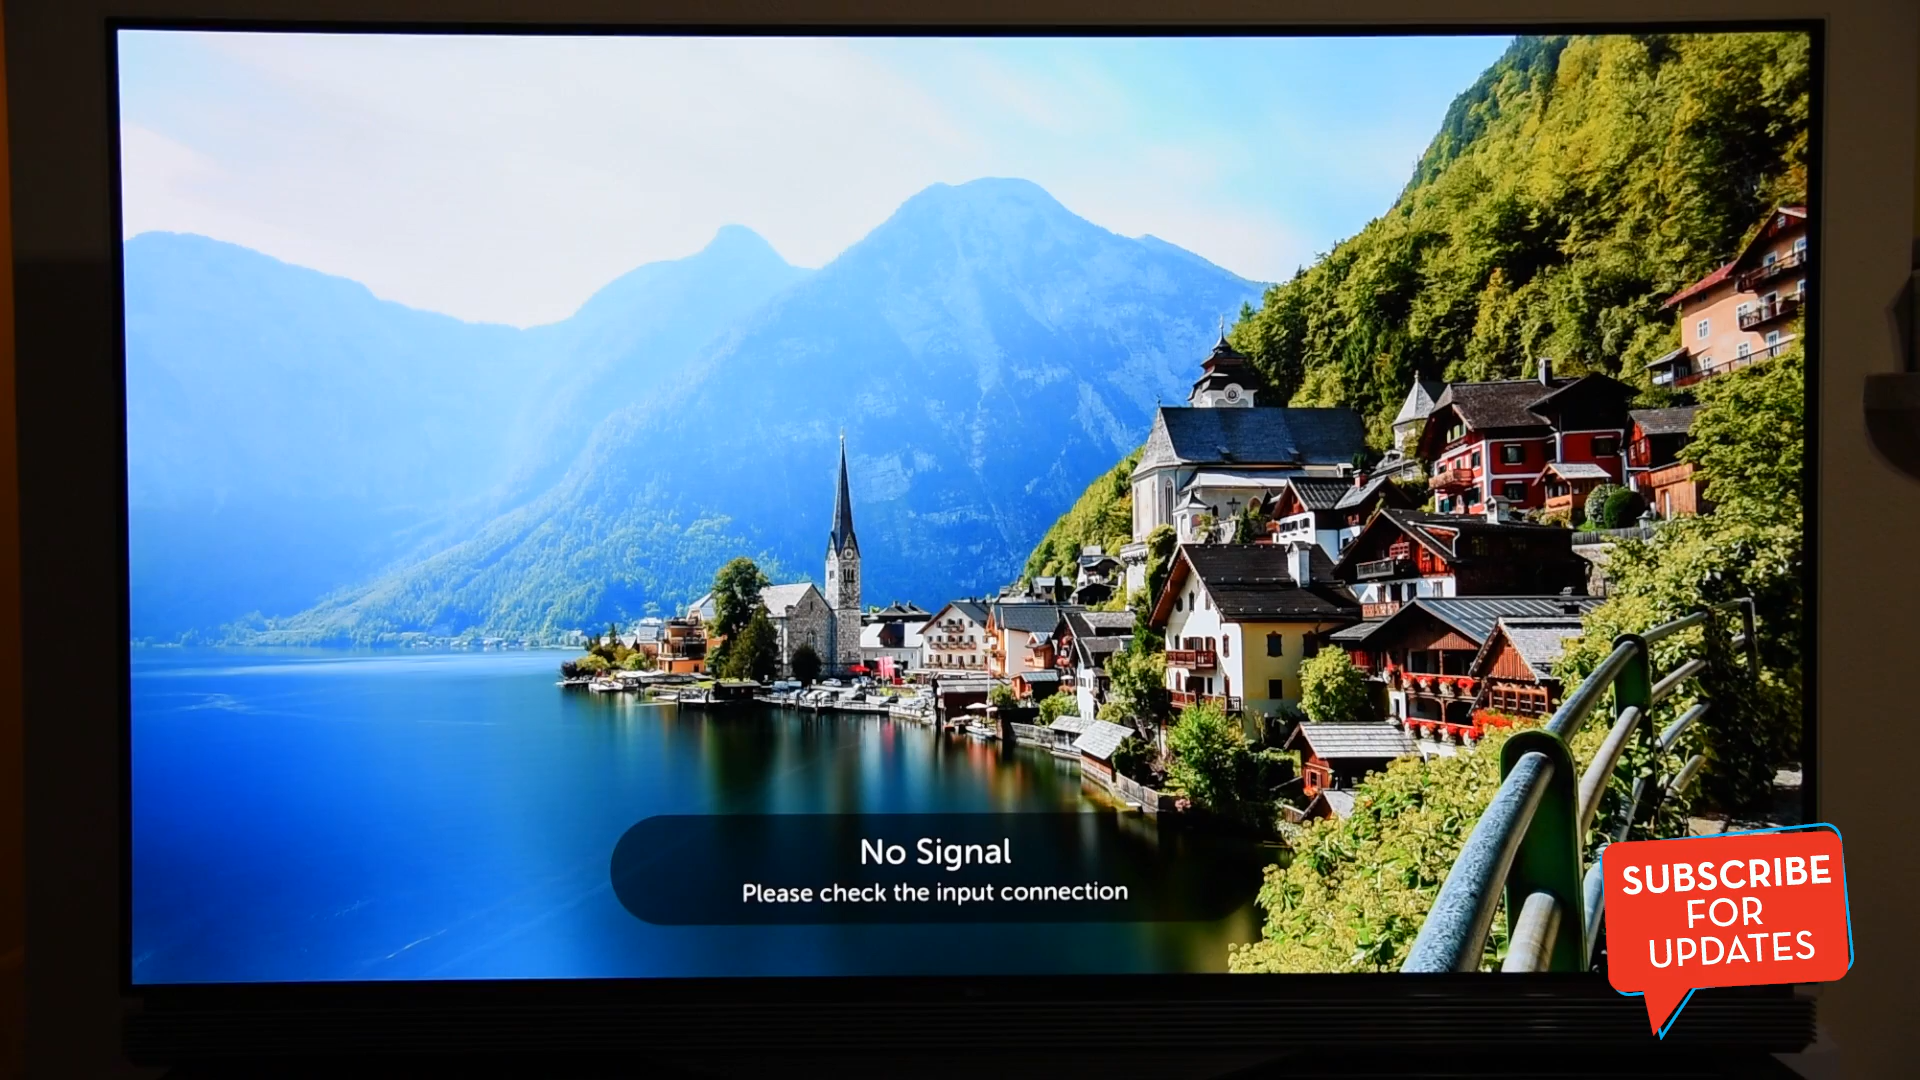 No Signal
Please check the input connection
SUBSCRIBE
FOR
UPDATES